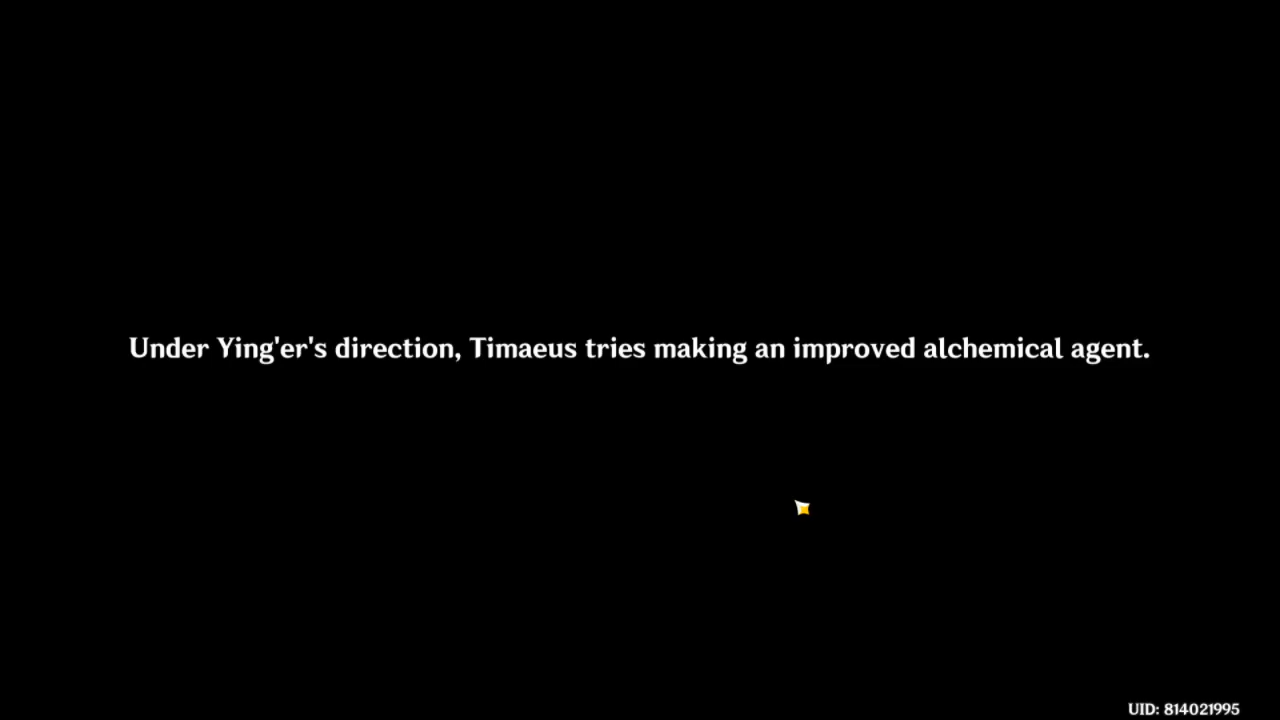 Under Ying'er's direction, Timaeus tries making an improved alchemical agent.
UID: 814021995